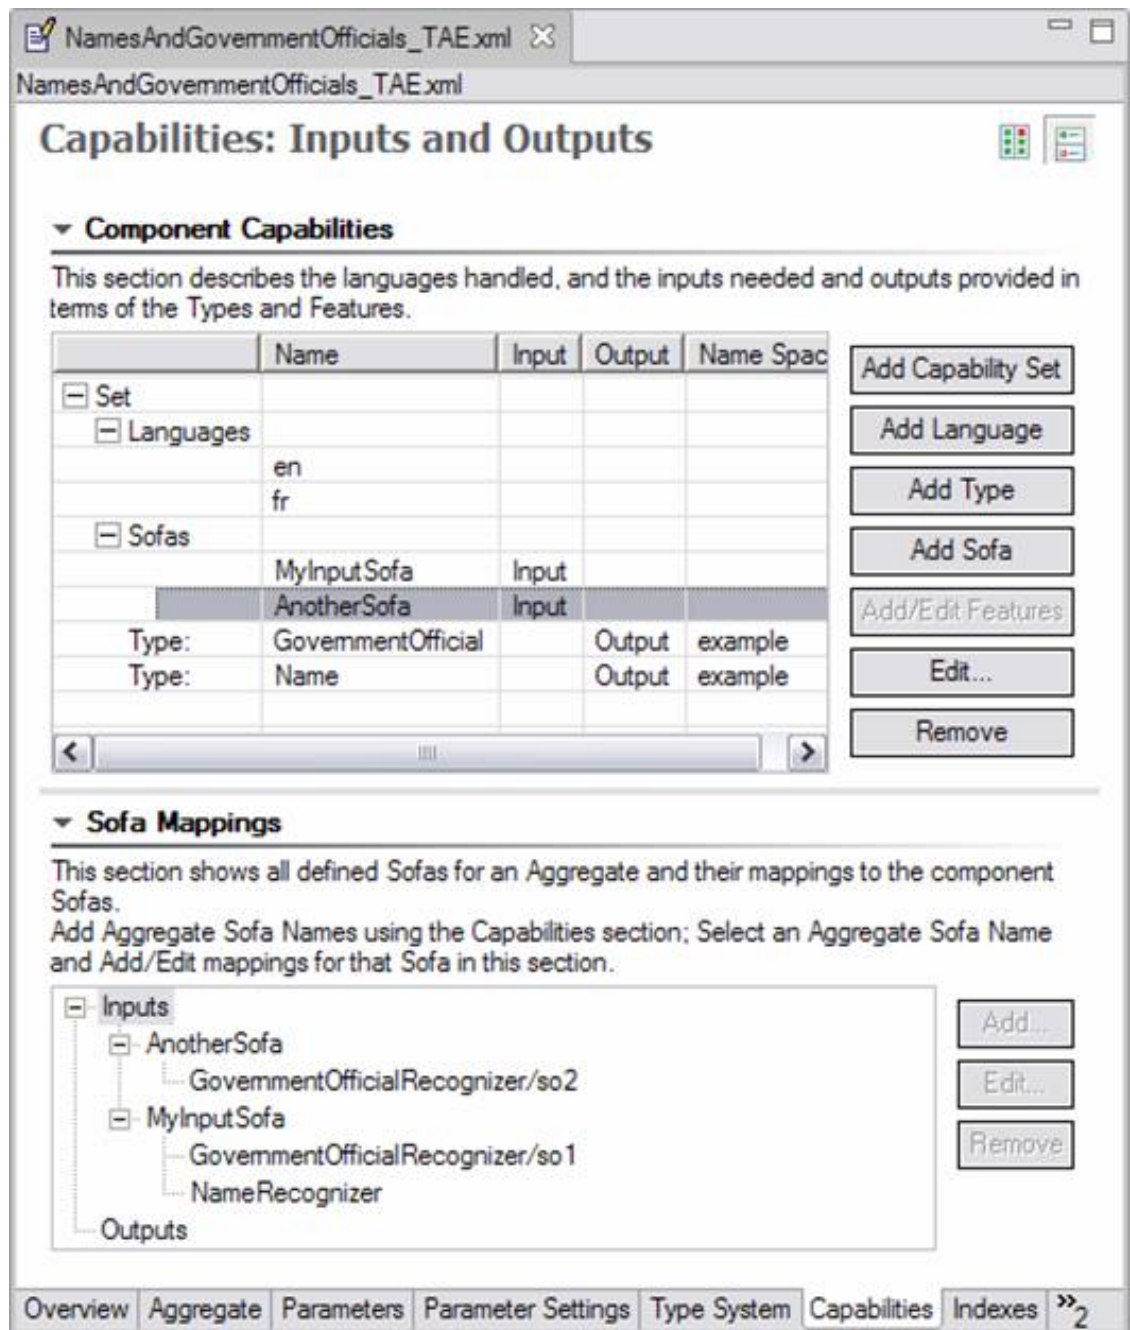 NamesAndGovernmentOfficials_TAE.xml
NamesAndGovernmentOfficials_TAE.xml
Capabilities: Inputs and Outputs
Component Capabilities
This section describes the languages handled, and the inputs needed and outputs provided in
terms of the Types and Features.
Name Input Output Name Spac
Set
Languages
en
fr
Sofas
MyInputSofa Input
AnotherSofa Input
Type: GovernmentOfficial Output example
Type: Name Output example
Add Capability Set
Add Language
Add Type
Add Sofa
Add/Edit Features
Edit...
Remove
Sofa Mappings
This section shows all defined Sofas for an Aggregate and their mappings to the component
Sofas.
Add Aggregate Sofa Names using the Capabilities section; Select an Aggregate Sofa Name
and Add/Edit mappings for that Sofa in this section.
Inputs
AnotherSofa
GovernmentOfficialRecognizer/so2
MyInputSofa
GovernmentOfficialRecognizer/so1
NameRecognizer
Outputs
Add...
Edit...
Remove
Overview Aggregate Parameters Parameter Settings Type System Capabilities Indexes »2